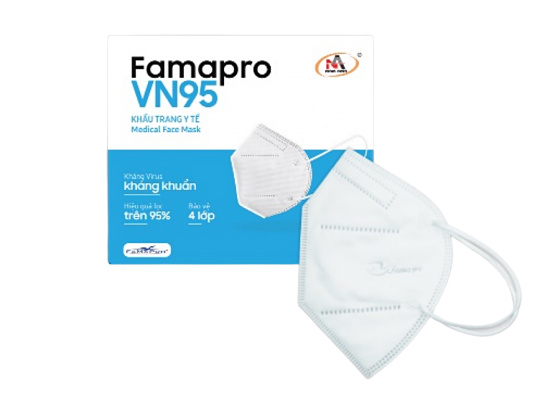 Famapro
VN95
KHẨU TRANG Y TẾ
Medical Face Mask
Kháng Virus
kháng khuẩn
Hiệu quả lọc
trên 95%
Bảo vệ
4 lớp